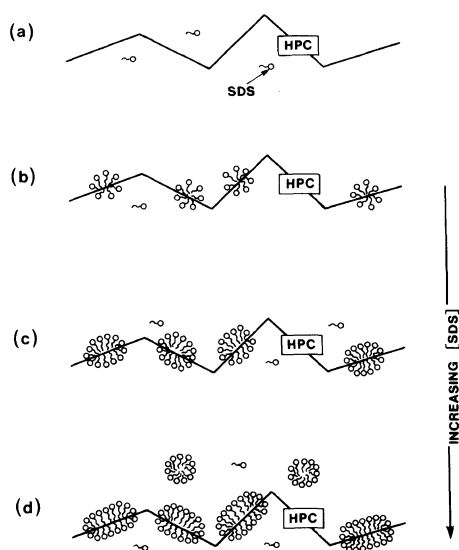 (a)
HPC
SDS
(b)
HPC
(c)
HPC
INCREASING [SDS]
(d)
HPC